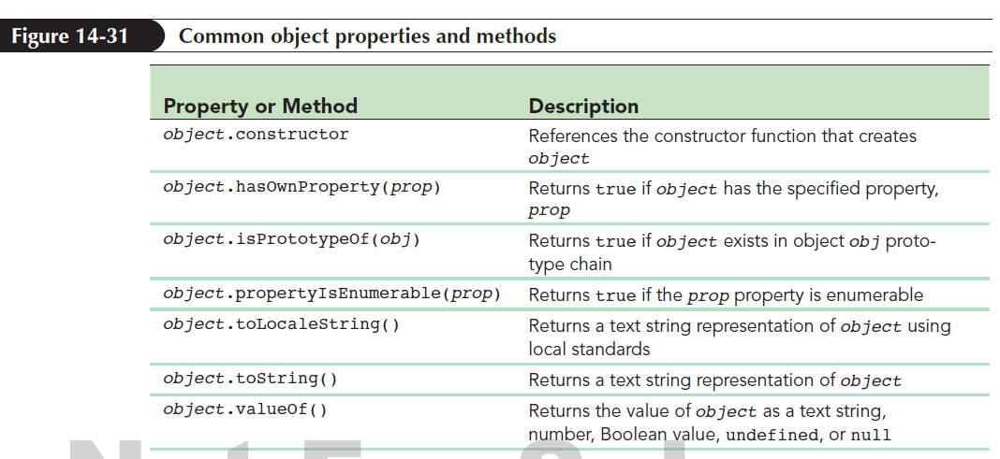 Figure 14-31 Common object properties and methods
Property or Method Description
object.constructor References the constructor function that creates
object
object.hasOwnProperty(prop) Returns true if object has the specified property,
prop
object.isPrototypeOf(obj) Returns true if object exists in object obj proto-
type chain
object.propertyIsEnumerable(prop) Returns true if the prop property is enumerable
object.toLocaleString() Returns a text string representation of object using
local standards
object.toString() Returns a text string representation of object
object.valueOf() Returns the value of object as a text string,
number, Boolean value, undefined, or null